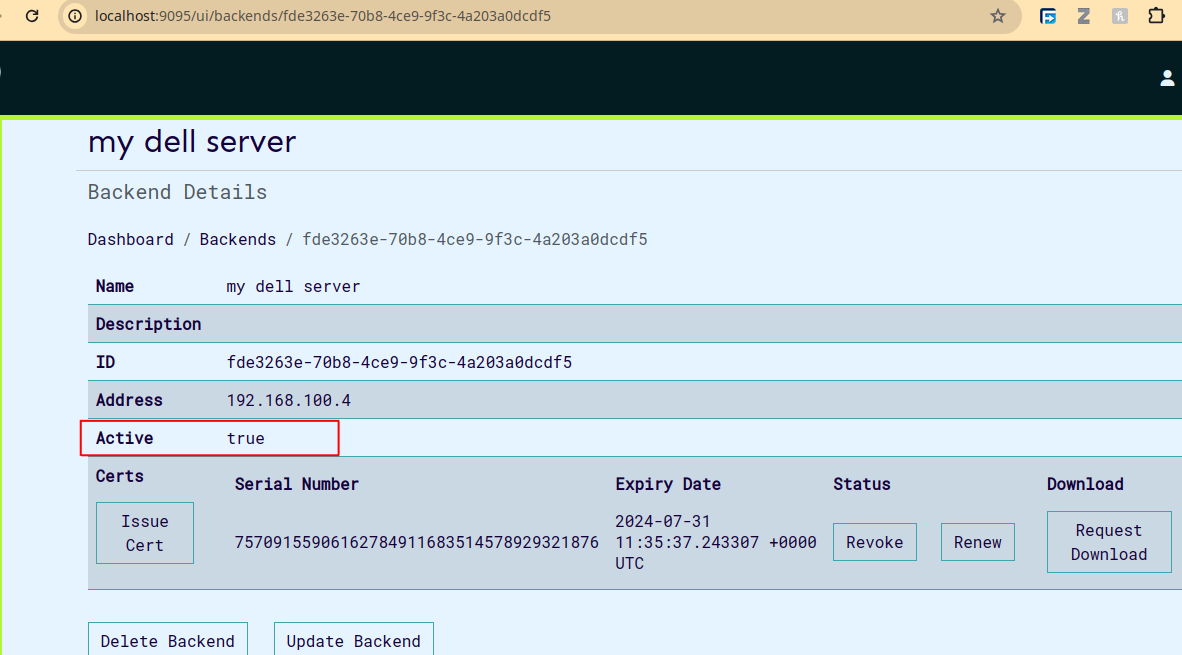 localhost:9095/ui/backends/fde3263e-70b8-4ce9-9f3c-4a203a0dcdf5
my dell server
Backend Details
Dashboard / Backends / fde3263e-70b8-4ce9-9f3c-4a203a0dcdf5
Name my dell server
Description
ID fde3263e-70b8-4ce9-9f3c-4a203a0dcdf5
Address 192.168.100.4
Active true
Certs
Serial Number Expiry Date Status Download
Issue Cert
75709155906162784911683514578929321876
2024-07-31
11:35:37.243307 +0000
UTC
Revoke Renew
Request
Download
Delete Backend Update Backend